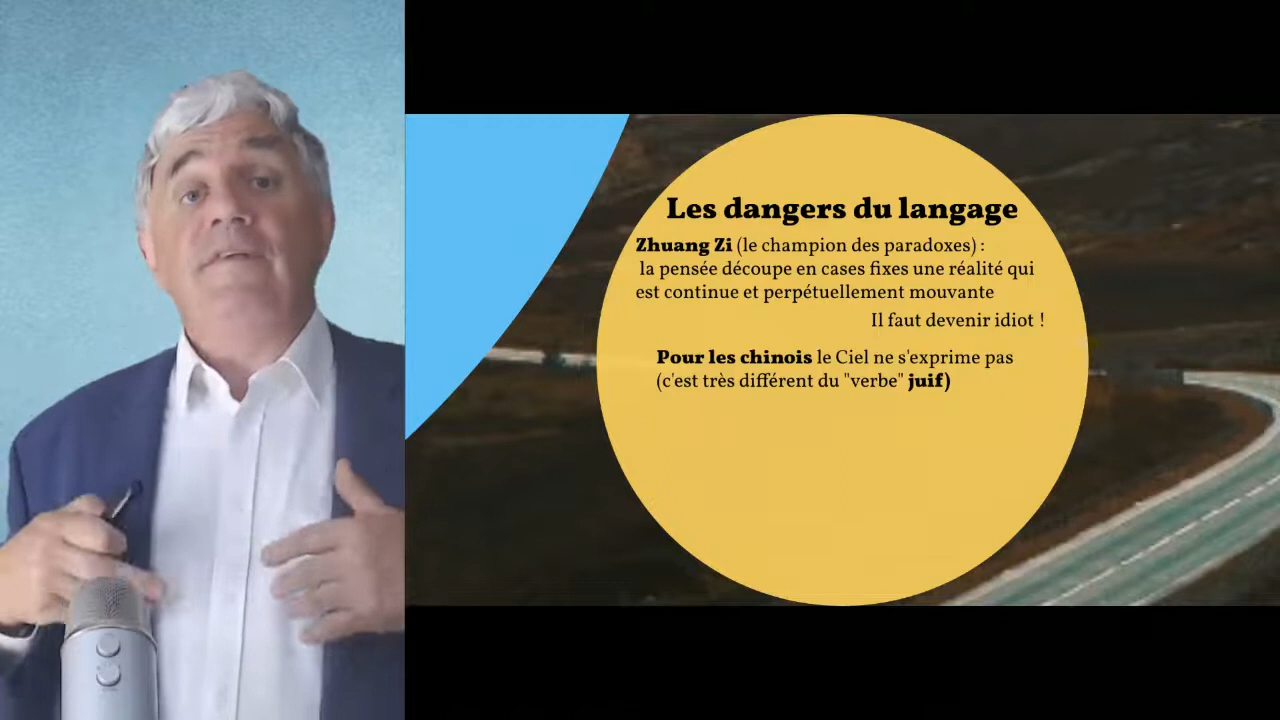 Les dangers du langage
Zhuang Zi (le champion des paradoxes) :
la pensée découpe en cases fixes une réalité qui
est continue et perpétuellement mouvante
Il faut devenir idiot !
Pour les chinois le Ciel ne s'exprime pas
(c'est très différent du "verbe" juif)